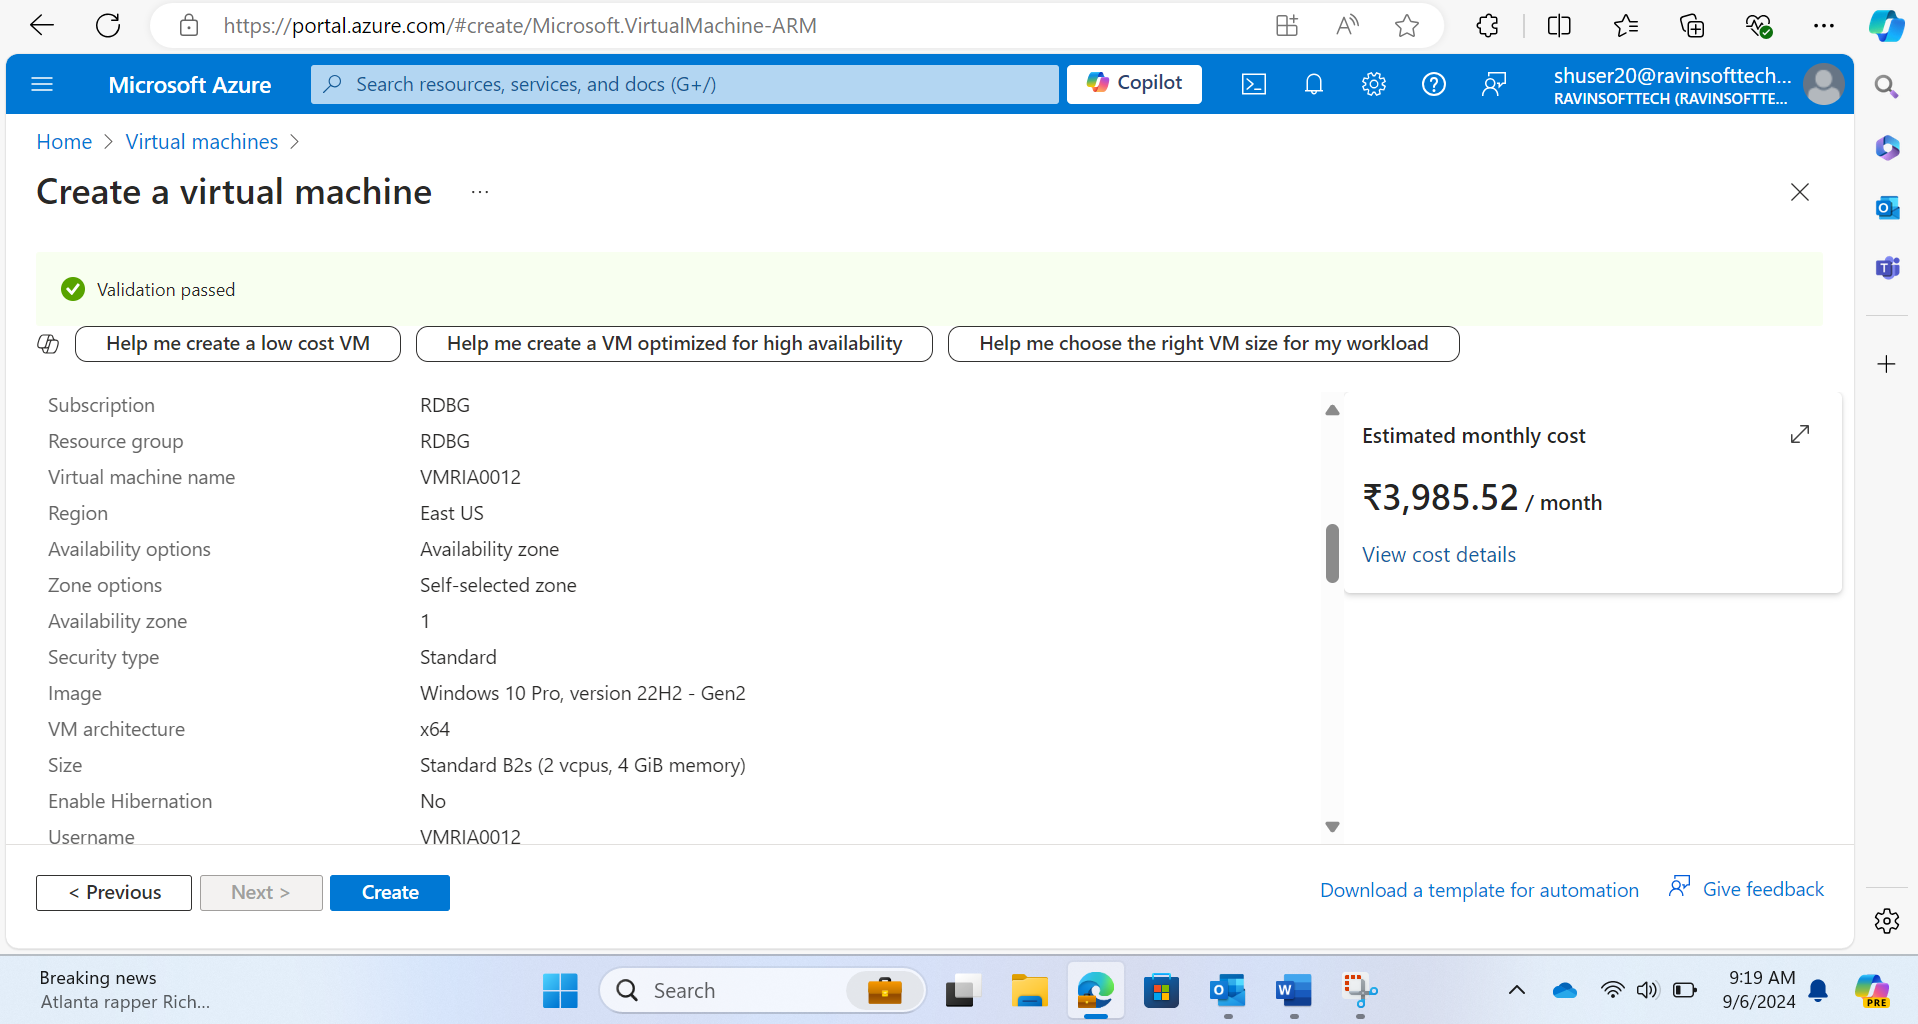 https://portal.azure.com/#create/Microsoft.VirtualMachine-ARM
Microsoft Azure
Search resources, services, and docs (G+/)
Copilot
shuser20@ravinsofttech...
RAVINSOFTTECH (RAVINSOFTTE...
Home > Virtual machines >
Create a virtual machine ...
Validation passed
Help me create a low cost VM
Help me create a VM optimized for high availability
Help me choose the right VM size for my workload
Subscription RDBG
Resource group RDBG
Virtual machine name VMRIA0012
Region East US
Availability options Availability zone
Zone options Self-selected zone
Availability zone 1
Security type Standard
Image Windows 10 Pro, version 22H2 - Gen2
VM architecture x64
Size Standard B2s (2 vcpus, 4 GiB memory)
Enable Hibernation No
Username VMRIA0012
Estimated monthly cost
₹3,985.52 / month
View cost details
< Previous
Next >
Create
Download a template for automation
Give feedback
Breaking news
Atlanta rapper Rich...
Search
9:19 AM
9/6/2024
PRE